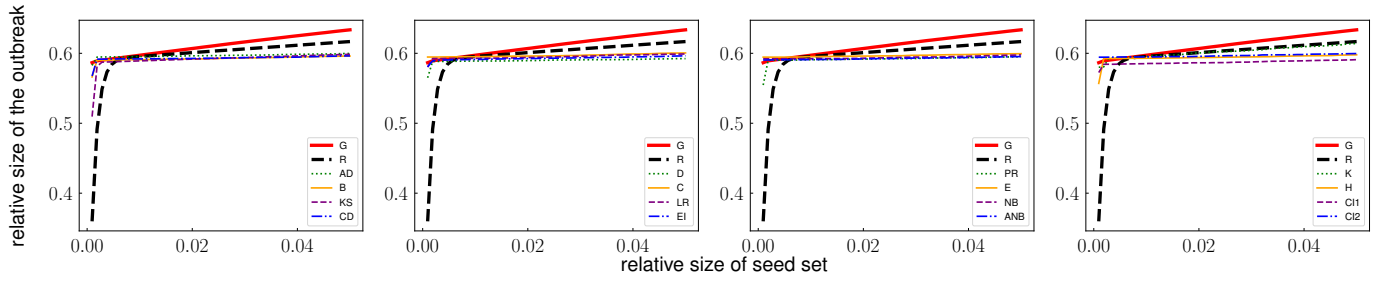 relative size of the outbreak
0.6
0.5
0.4
0.00 0.02 0.04
G
R
AD
B
KS
CD
0.6
0.5
0.4
0.00 0.02 0.04
G
R
D
C
LR
EI
0.6
0.5
0.4
0.00 0.02 0.04
G
R
PR
E
NB
ANB
0.6
0.5
0.4
0.00 0.02 0.04
G
R
K
H
CI1
CI2
relative size of seed set